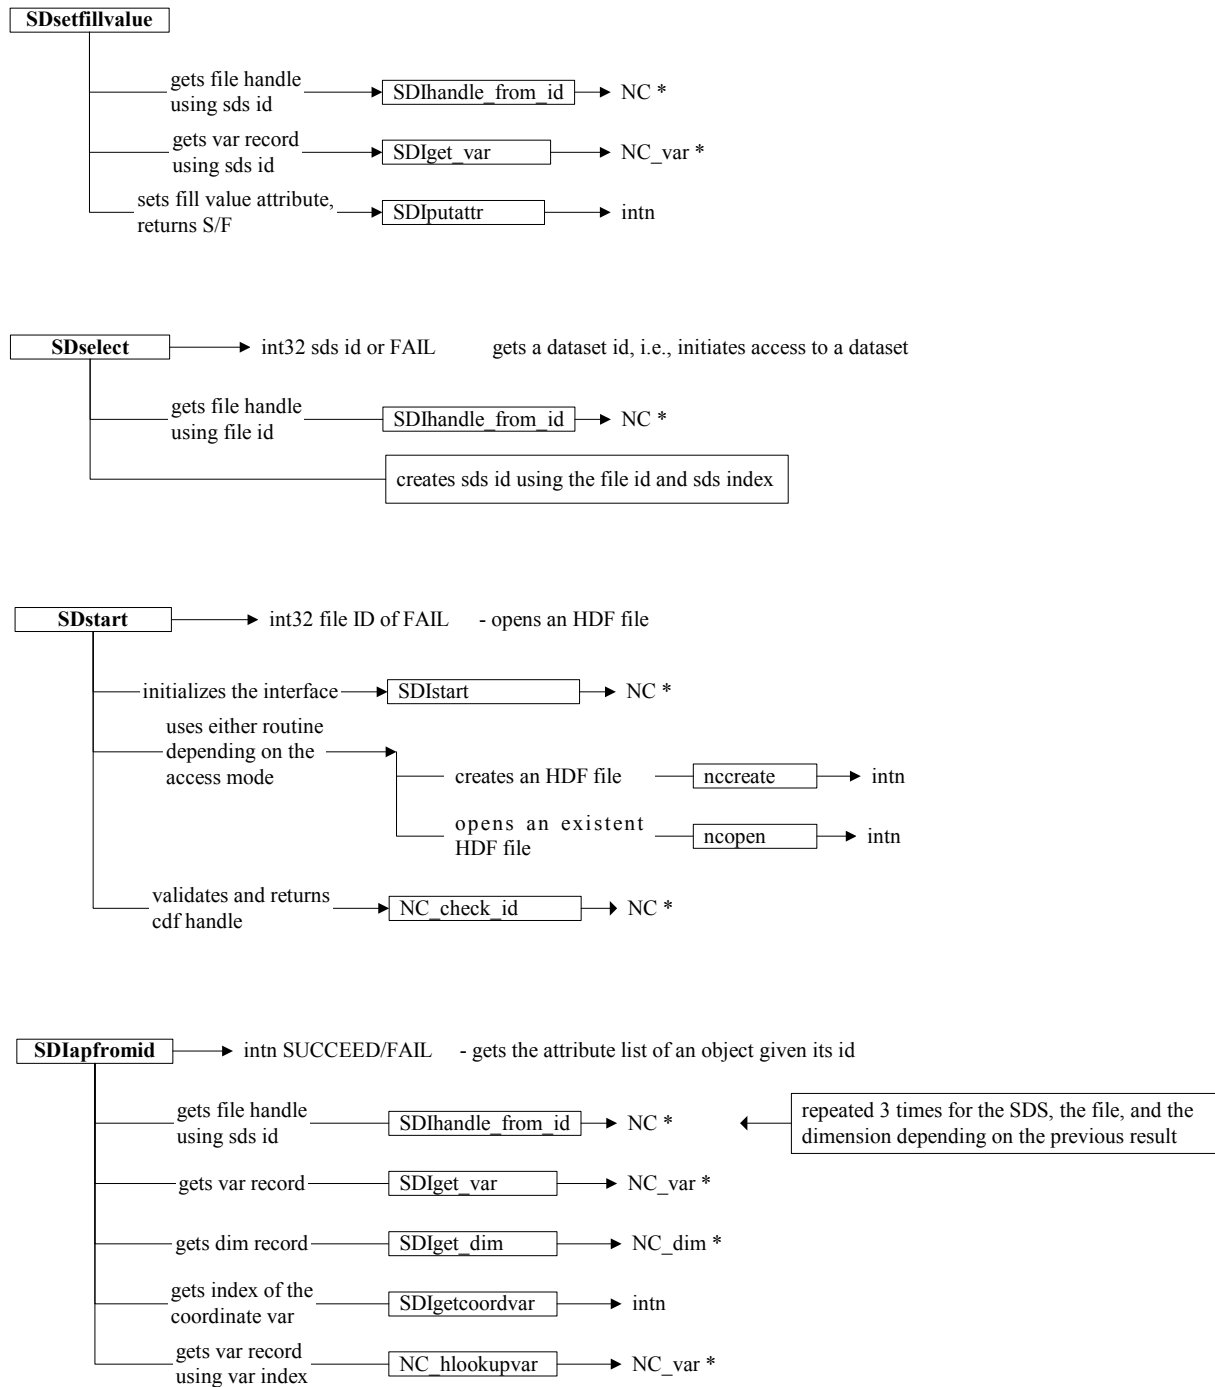 SDsetfillvalue
gets file handle
using sds id
SDIhandle_from_id
NC *
gets var record
using sds id
SDIget_var
NC_var *
sets fill value attribute,
returns S/F
SDIputattr
intn
SDselect
int32 sds id or FAIL
gets a dataset id, i.e., initiates access to a dataset
gets file handle
using file id
SDIhandle_from_id
NC *
creates sds id using the file id and sds index
SDstart
int32 file ID of FAIL
- opens an HDF file
initializes the interface
SDIstart
NC *
uses either routine
depending on the
access mode
creates an HDF file
nccreate
intn
opens an existent
HDF file
ncopen
intn
validates and returns
cdf handle
NC_check_id
NC *
SDIapfromid
intn SUCCEED/FAIL
- gets the attribute list of an object given its id
gets file handle
using sds id
SDIhandle_from_id
NC *
repeated 3 times for the SDS, the file, and the
dimension depending on the previous result
gets var record
SDIget_var
NC_var *
gets dim record
SDIget_dim
NC_dim *
gets index of the
coordinate var
SDIgetcoordvar
intn
gets var record
using var index
NC_hlookupvar
NC_var *